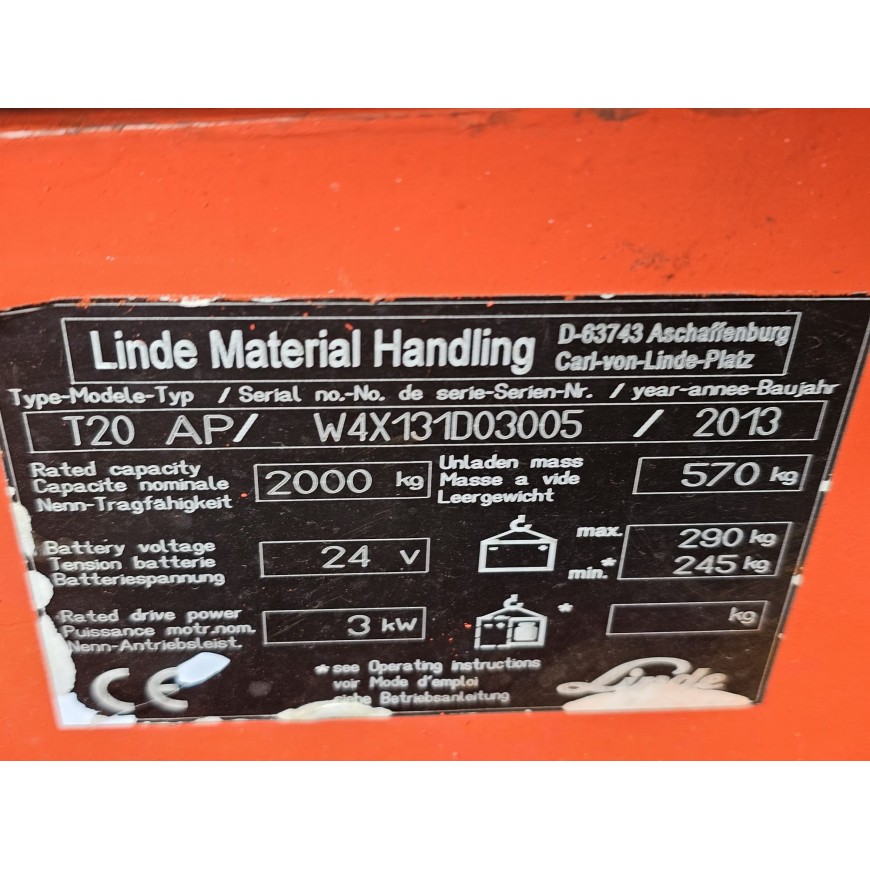 Linde Material Handling
D-63743 Aschaffenburg
Carl-von-Linde-Platz
Type-Modele-Typ / Serial no.-No. de serie-Serien-Nr. / year-annee-Baujahr
T20 AP/ W4X131D03005 / 2013
Rated capacity
Capacite nominale
Nenn-Tragfähigkeit
2000 kg
Unladen mass
Masse a vide
Leergewicht
570 kg
Battery voltage
Tension batterie
Batteriespannung
24 V
max. 290 kg
min.* 245 kg
Rated drive power
Puissance motr.nom.
Nenn-Antriebsleist.
3 kW
* kg
* see Operating instructions
voir Mode d'emploi
siehe Betriebsanleitung
CE
Linde